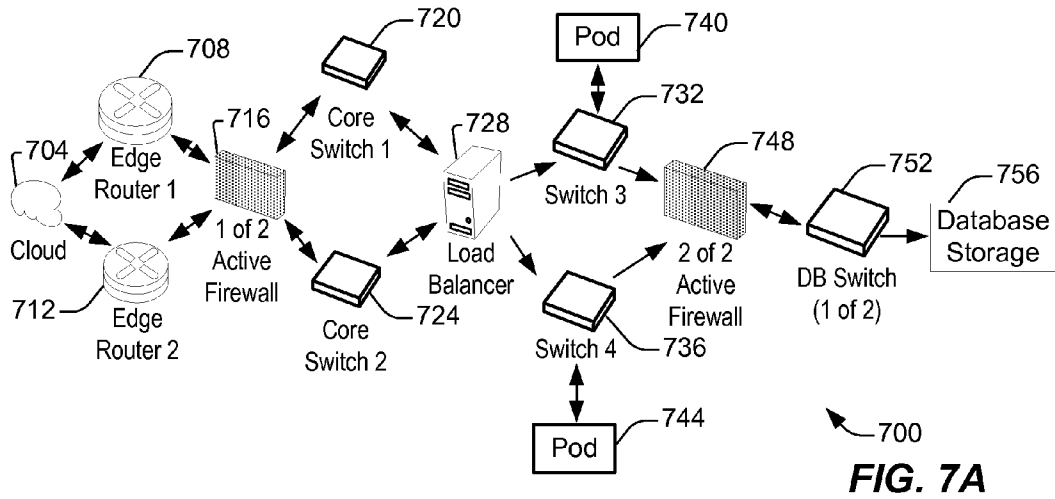 708
720
Pod
740
704
716
Core
Switch 1
728
732
748
752
756
Edge
Router 1
Switch 3
Database
Storage
Cloud
1 of 2
Active
Firewall
Load
Balancer
2 of 2
Active
Firewall
DB Switch
(1 of 2)
712
Edge
Router 2
724
Core
Switch 2
Switch 4
736
Pod
744
700
FIG. 7A